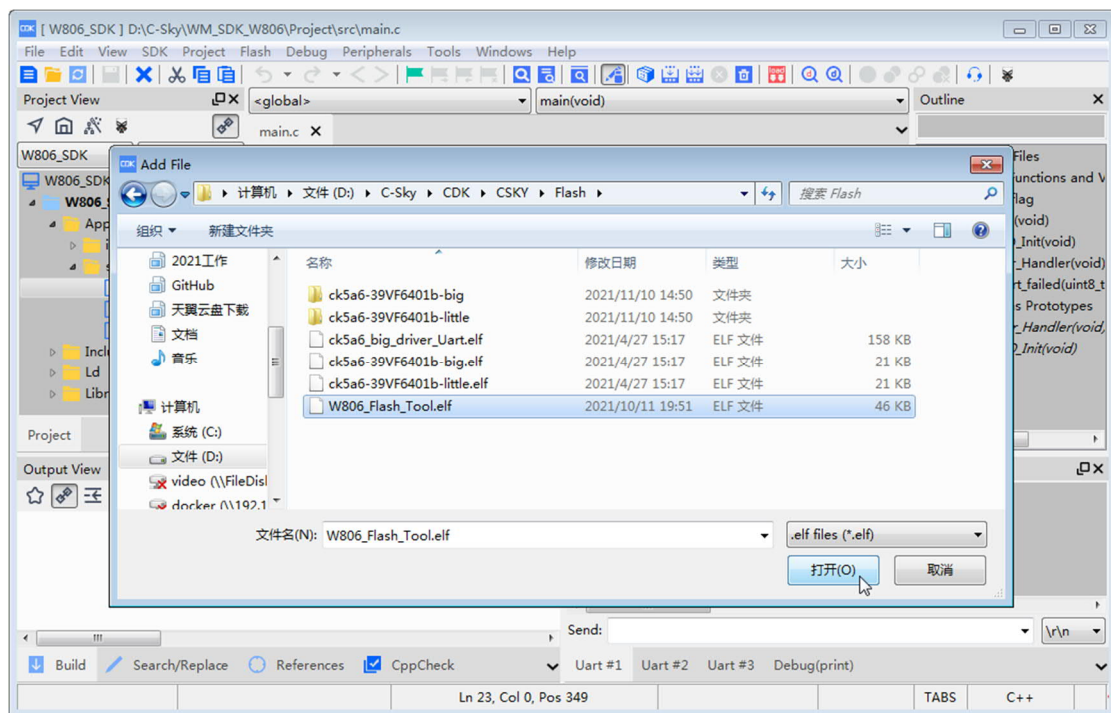 [ W806_SDK ] D:\C-Sky\WM_SDK_W806\Project\src\main.c
File Edit View SDK Project Flash Debug Peripherals Tools Windows Help
Project View
<global>
main(void)
Outline
main.c
W806_SDK
Add File
Files
W806_SDK
计算机 文件 (D:) C-Sky CDK CSKY Flash
搜索 Flash
组织 新建文件夹
(void)
_Init(void)
_Handler(void)
rt_failed(uint8_t
s Prototypes
_Handler(void,
_Init(void)
2021工作
GitHub
天翼云盘下载
文档
音乐
计算机
系统 (C:)
文件 (D:)
video (\\FileDisl
docker (\\192.1
名称 修改日期 类型 大小
ck5a6-39VF6401b-big 2021/11/10 14:50 文件夹
ck5a6-39VF6401b-little 2021/11/10 14:50 文件夹
ck5a6_big_driver_Uart.elf 2021/4/27 15:17 ELF 文件 158 KB
ck5a6-39VF6401b-big.elf 2021/4/27 15:17 ELF 文件 21 KB
ck5a6-39VF6401b-little.elf 2021/4/27 15:17 ELF 文件 21 KB
W806_Flash_Tool.elf 2021/10/11 19:51 ELF 文件 46 KB
App
Incl
Ld
Libr
Project
Output View
文件名(N): W806_Flash_Tool.elf .elf files (*.elf)
打开(O) 取消
Send: \r\n
Build Search/Replace References CppCheck Uart #1 Uart #2 Uart #3 Debug(print)
Ln 23, Col 0, Pos 349 TABS C++